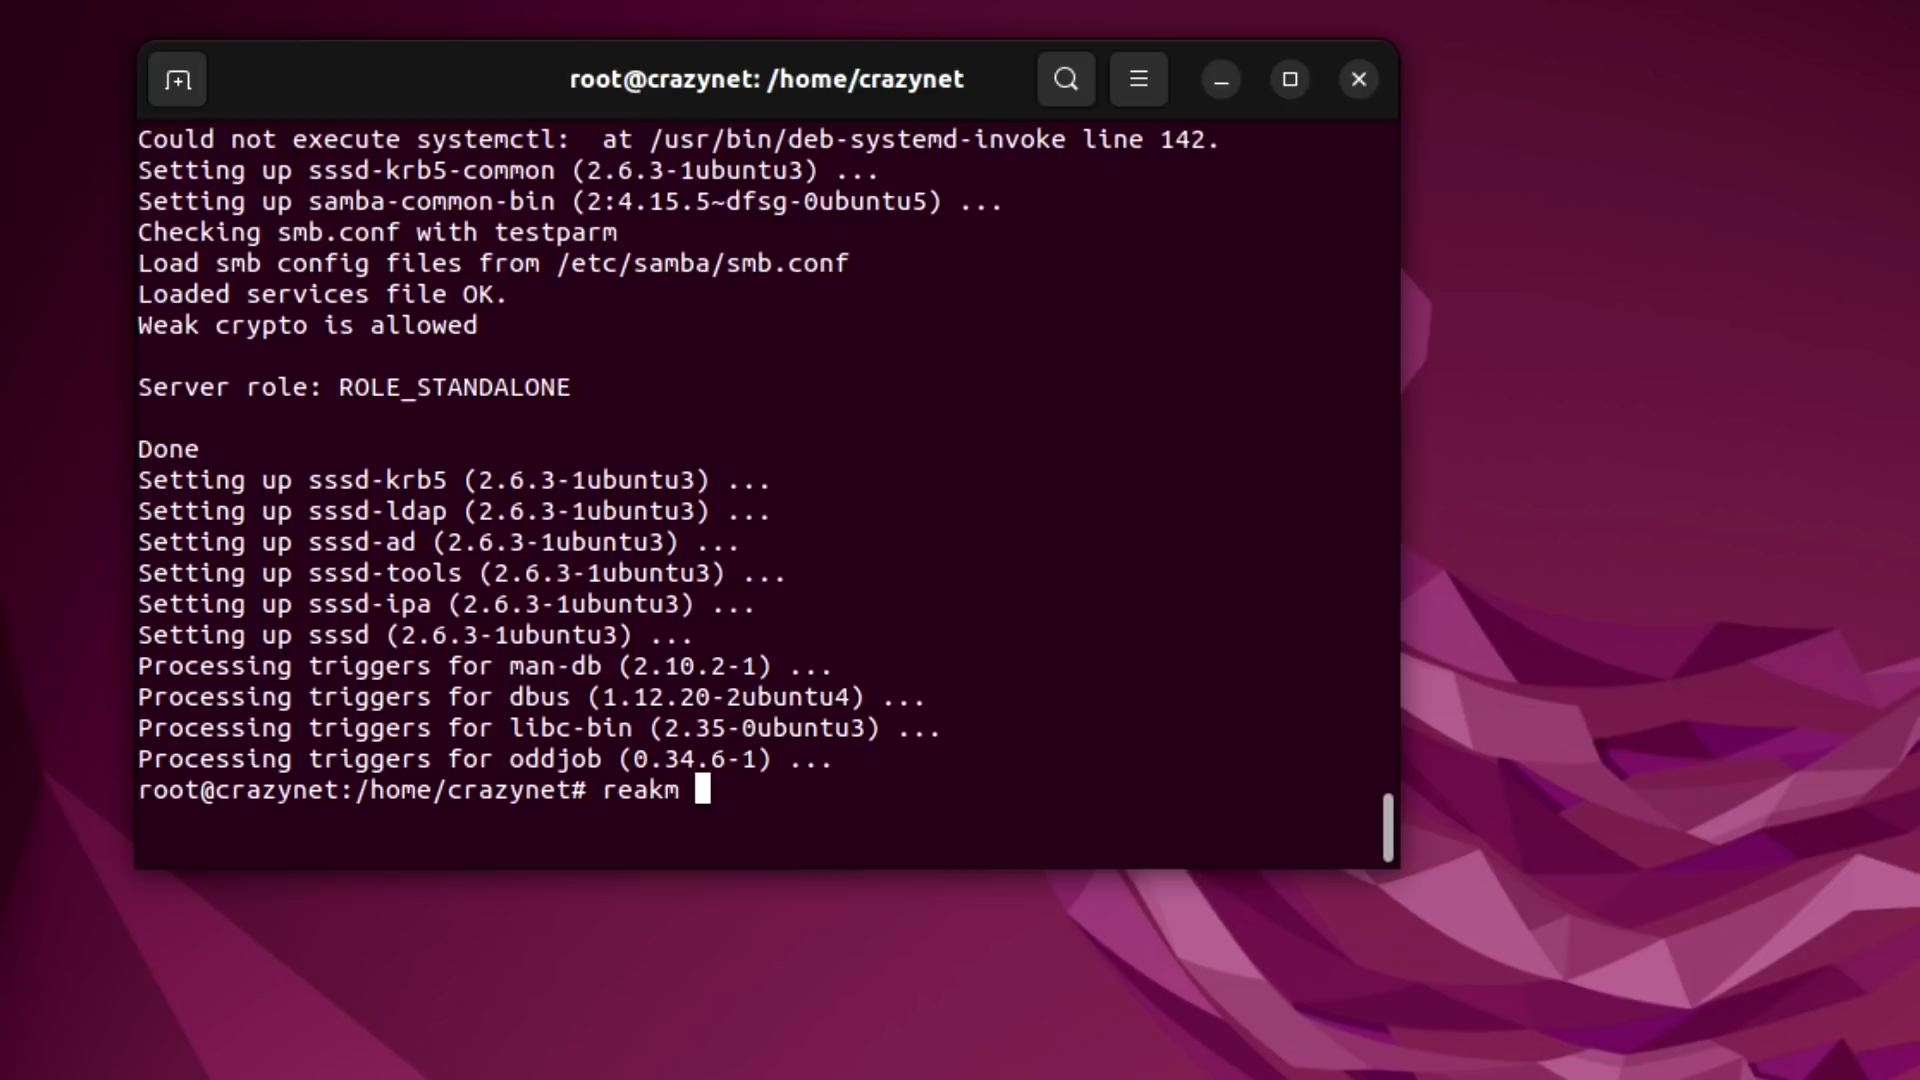 root@crazynet: /home/crazynet
Could not execute systemctl:  at /usr/bin/deb-systemd-invoke line 142.
Setting up sssd-krb5-common (2.6.3-1ubuntu3) ...
Setting up samba-common-bin (2:4.15.5~dfsg-0ubuntu5) ...
Checking smb.conf with testparm
Load smb config files from /etc/samba/smb.conf
Loaded services file OK.
Weak crypto is allowed
Server role: ROLE_STANDALONE
Done
Setting up sssd-krb5 (2.6.3-1ubuntu3) ...
Setting up sssd-ldap (2.6.3-1ubuntu3) ...
Setting up sssd-ad (2.6.3-1ubuntu3) ...
Setting up sssd-tools (2.6.3-1ubuntu3) ...
Setting up sssd-ipa (2.6.3-1ubuntu3) ...
Setting up sssd (2.6.3-1ubuntu3) ...
Processing triggers for man-db (2.10.2-1) ...
Processing triggers for dbus (1.12.20-2ubuntu4) ...
Processing triggers for libc-bin (2.35-0ubuntu3) ...
Processing triggers for oddjob (0.34.6-1) ...
root@crazynet:/home/crazynet# reakm